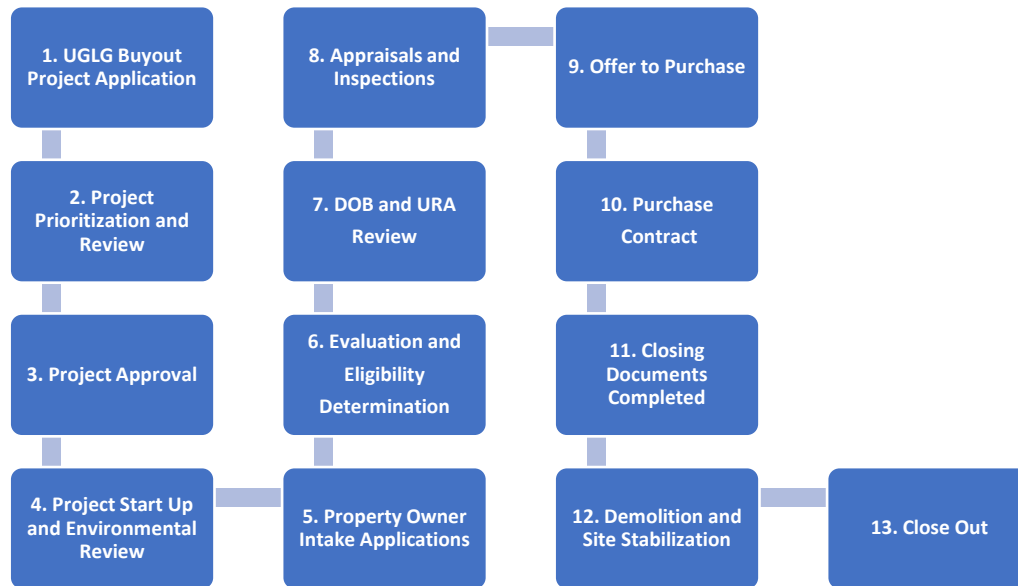 1. UGLG Buyout
Project Application
2. Project
Prioritization and
Review
3. Project Approval
4. Project Start Up
and Environmental
Review
5. Property Owner
Intake Applications
6. Evaluation and
Eligibility
Determination
7. DOB and URA
Review
8. Appraisals and
Inspections
9. Offer to Purchase
10. Purchase
Contract
11. Closing
Documents
Completed
12. Demolition and
Site Stabilization
13. Close Out